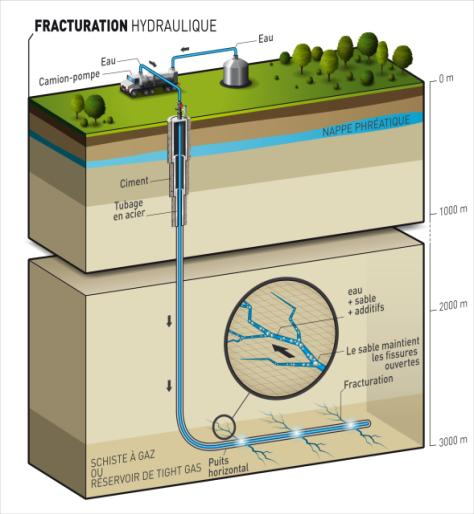 FRACTURATION HYDRAULIQUE
Eau
Eau
Camion-pompe
0 m
NAPPE PHRÉATIQUE
Ciment
Tubage
en acier
1000 m
2000 m
eau
+ sable
+ additifs
Le sable maintient
les fissures
ouvertes
Fracturation
3000 m
SCHISTE À GAZ
OU
RÉSERVOIR DE TIGHT GAS
Puits
horizontal